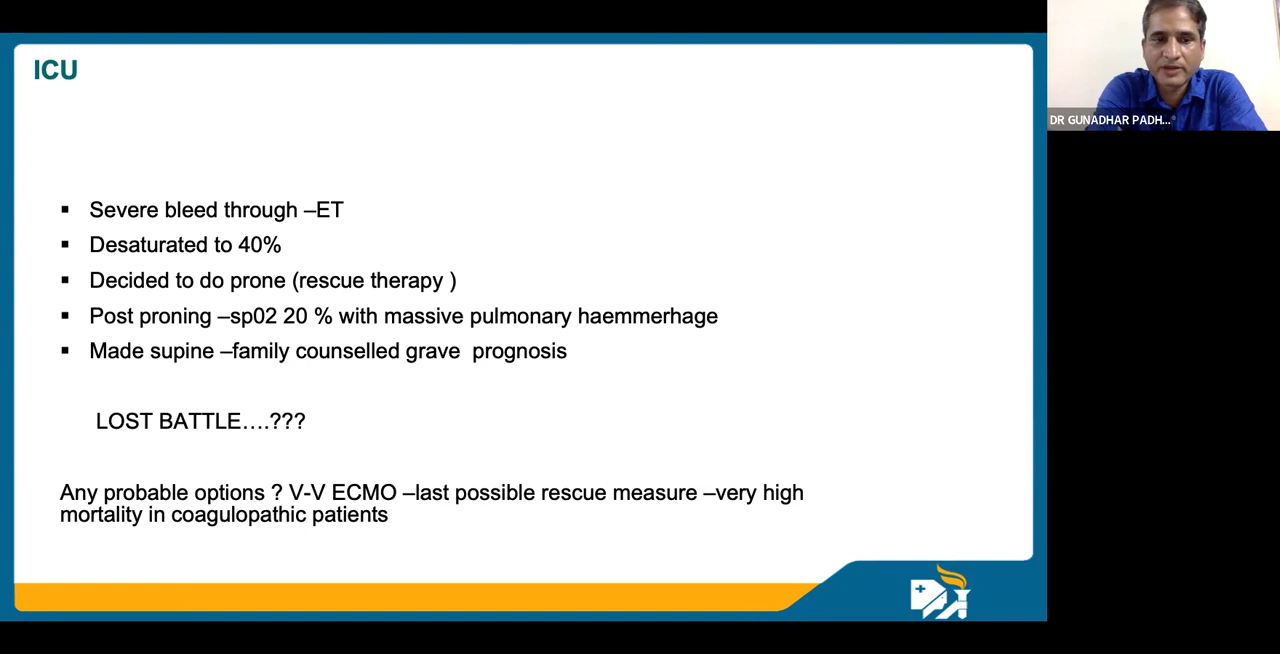 ICU
▪ Severe bleed through –ET
▪ Desaturated to 40%
▪ Decided to do prone (rescue therapy )
▪ Post proning –sp02 20 % with massive pulmonary haemmerhage
▪ Made supine –family counselled grave prognosis
LOST BATTLE….???
Any probable options ? V-V ECMO –last possible rescue measure –very high
mortality in coagulopathic patients
DR GUNADHAR PADH...